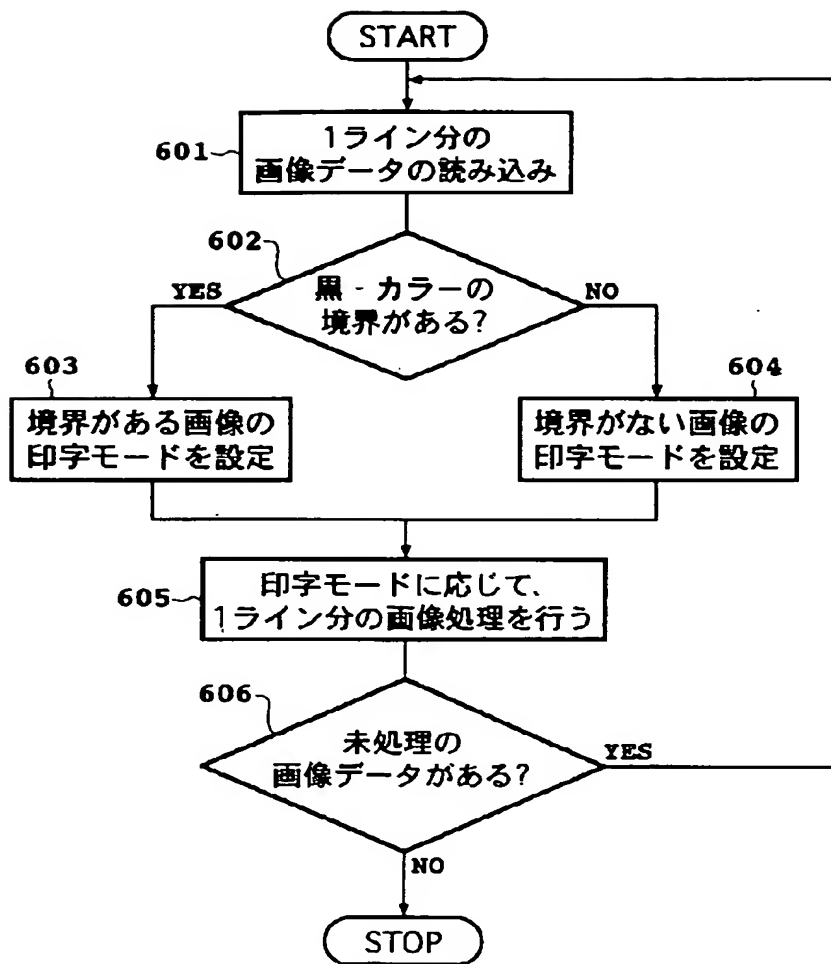 START
601
1ライン分の
画像データの読み込み
602
黒‐カラーの
境界がある?
YES
NO
603
境界がある画像の
印字モードを設定
604
境界がない画像の
印字モードを設定
605
印字モードに応じて、
1ライン分の画像処理を行う
606
未処理の
画像データがある?
YES
NO
STOP